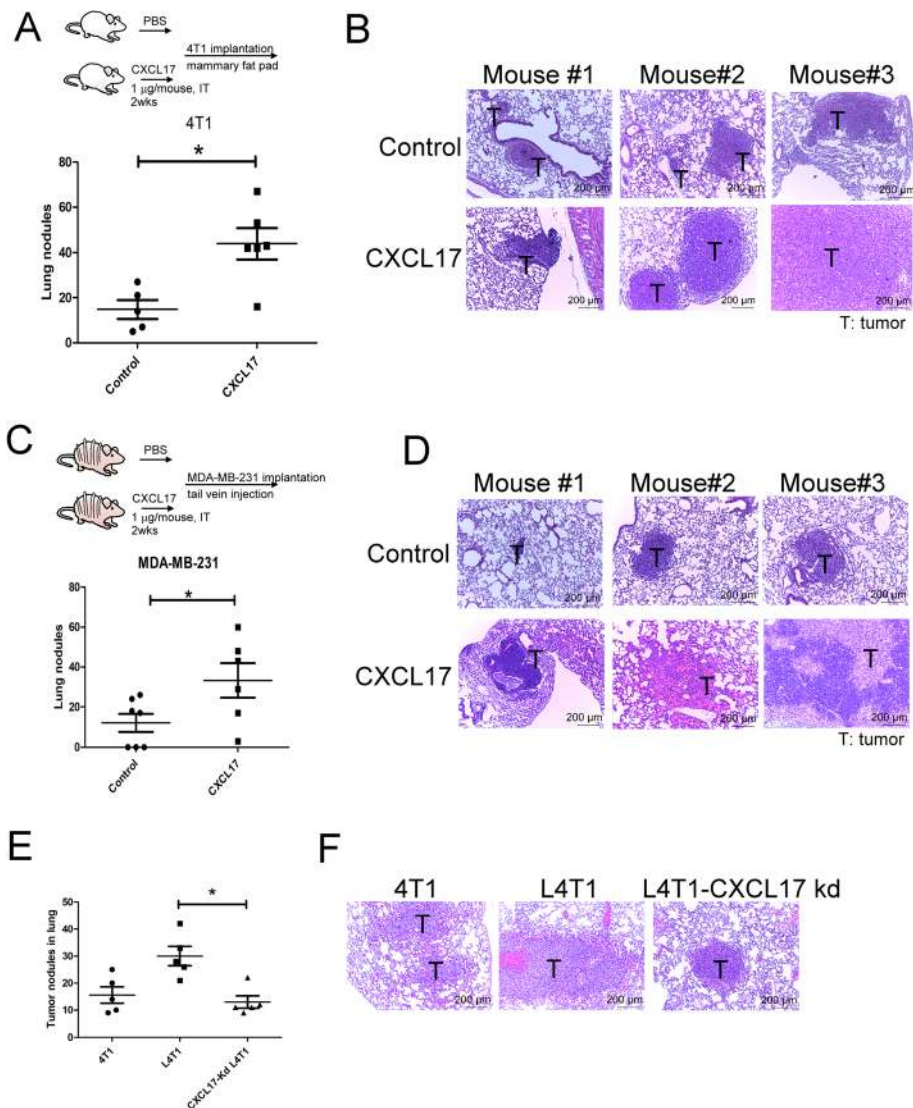 A
PBS
CXCL17
1 μg/mouse, IT
2wks
4T1 implantation
mammary fat pad
4T1
*
Lung nodules
80
60
40
20
0
Control
CXCL17
B
Mouse #1 Mouse#2 Mouse#3
Control
T T T T T
200 μm 200 μm 200 μm
CXCL17
T T T T
200 μm 200 μm 200 μm
T: tumor
C
PBS
CXCL17
1 μg/mouse, IT
2wks
MDA-MB-231 implantation
tail vein injection
MDA-MB-231
*
Lung nodules
80
60
40
20
0
Control
CXCL17
D
Mouse #1 Mouse#2 Mouse#3
Control
T T T
200 μm 200 μm 200 μm
CXCL17
T T T
200 μm 200 μm 200 μm
T: tumor
E
*
Tumor nodules in lung
50
40
30
20
10
0
4T1
L4T1
CXCL17-Kd L4T1
F
4T1 L4T1 L4T1-CXCL17 kd
T T T T
200 μm 200 μm 200 μm